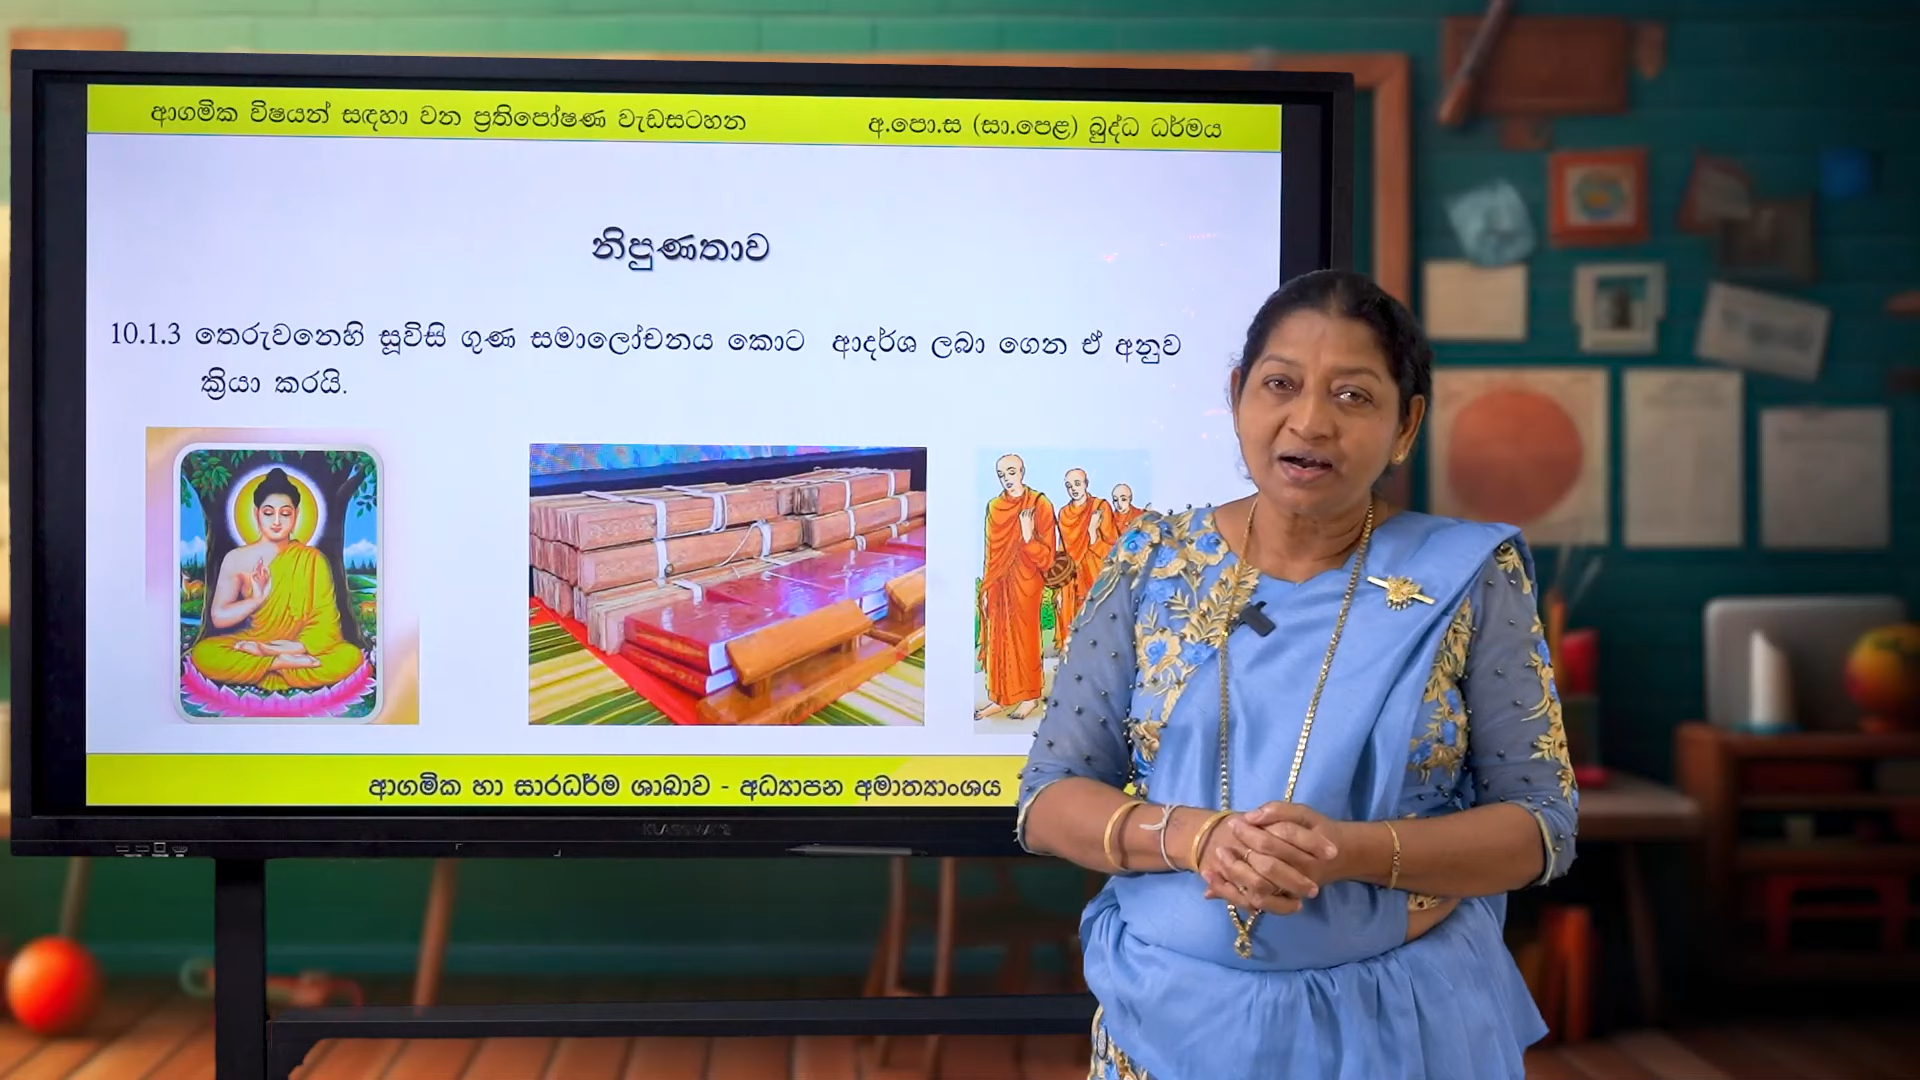 ආගමික විෂයන් සඳහා වන ප්‍රතිපෝෂණ වැඩසටහන
අ.පො.ස (සා.පෙළ) බුද්ධ ධර්මය
නිපුණතාව
10.1.3 තෙරුවනෙහි සූවිසි ගුණ සමාලෝචනය කොට ආදර්ශ ලබා ගෙන ඒ අනුව
ක්‍රියා කරයි.
ආගමික හා සාරධර්ම ශාඛාව - අධ්‍යාපන අමාත්‍යාංශය